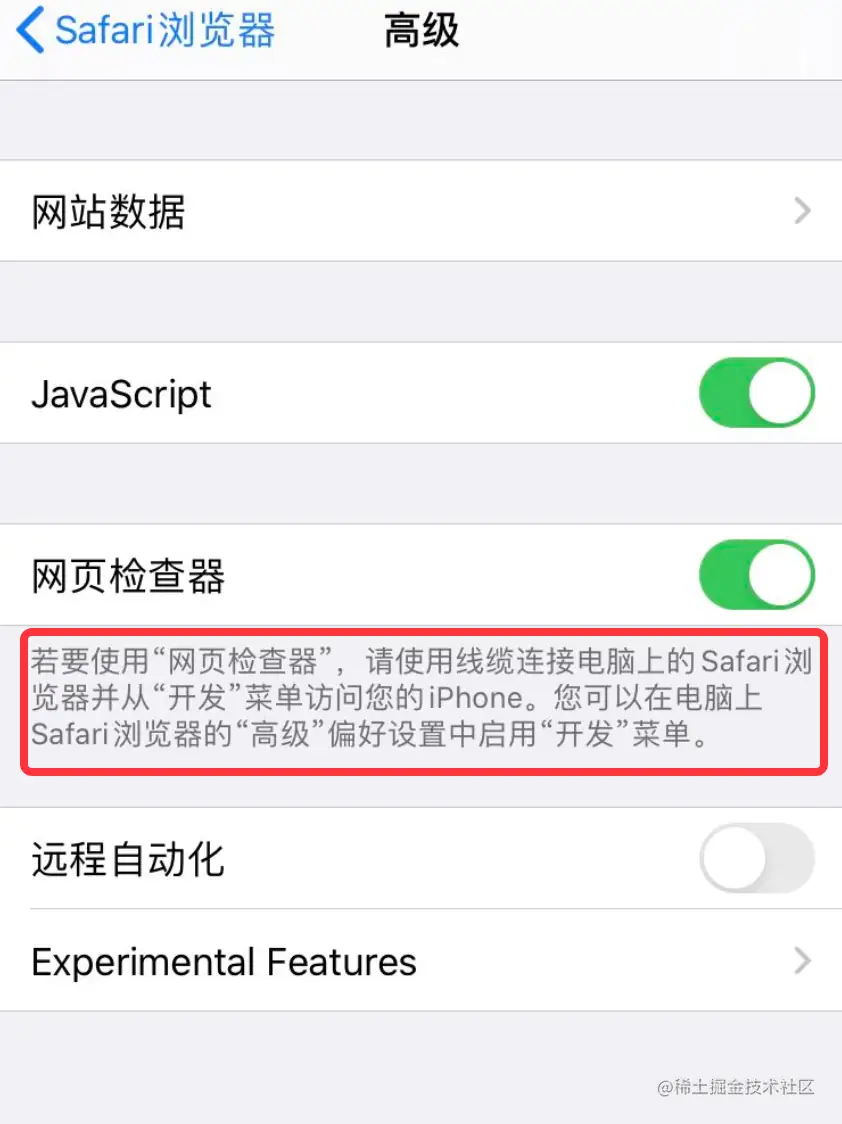 Safari浏览器
高级
网站数据
JavaScript
网页检查器
若要使用“网页检查器”，请使用线缆连接电脑上的Safari浏
览器并从“开发”菜单访问您的iPhone。您可以在电脑上
Safari浏览器的“高级”偏好设置中启用“开发”菜单。
远程自动化
Experimental Features
@稀土掘金技术社区